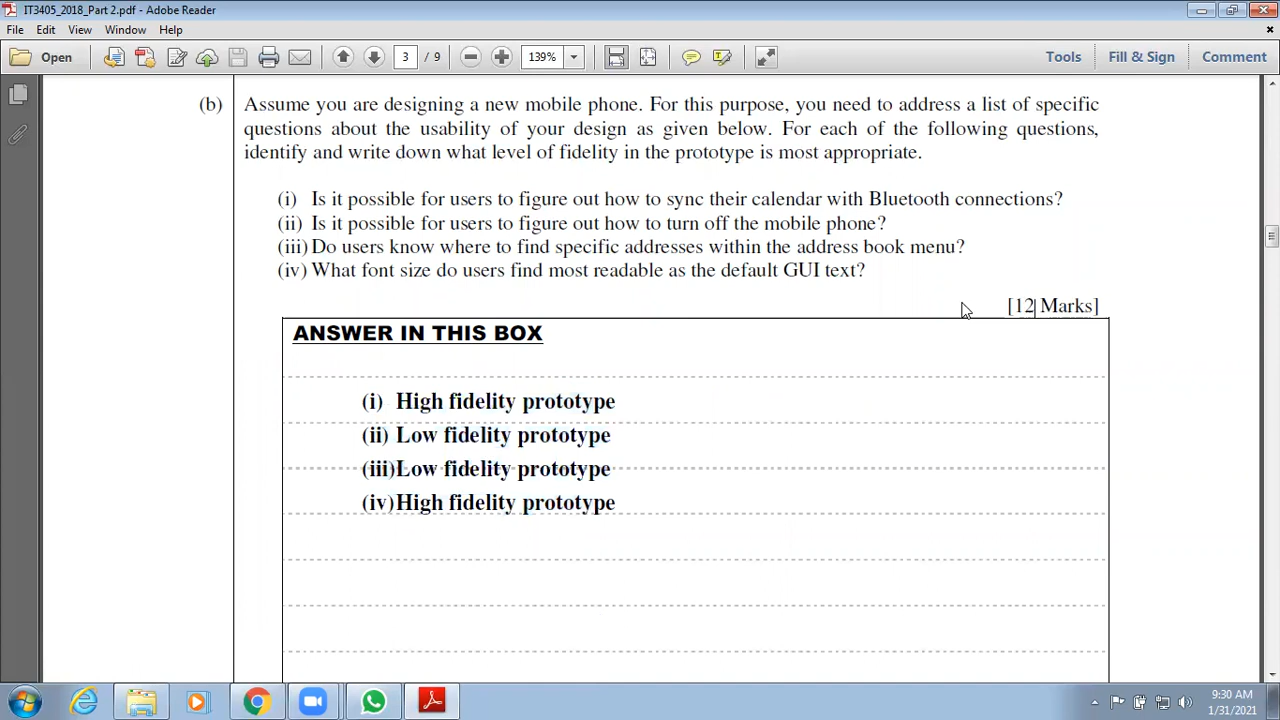 IT3405_2018_Part 2.pdf - Adobe Reader
File Edit View Window Help
Open 3 / 9 139% Tools Fill & Sign Comment
(b) Assume you are designing a new mobile phone. For this purpose, you need to address a list of specific
questions about the usability of your design as given below. For each of the following questions,
identify and write down what level of fidelity in the prototype is most appropriate.
(i) Is it possible for users to figure out how to sync their calendar with Bluetooth connections?
(ii) Is it possible for users to figure out how to turn off the mobile phone?
(iii) Do users know where to find specific addresses within the address book menu?
(iv) What font size do users find most readable as the default GUI text?
[12 Marks]
ANSWER IN THIS BOX
(i) High fidelity prototype
(ii) Low fidelity prototype
(iii)Low fidelity prototype
(iv)High fidelity prototype
9:30 AM
1/31/2021